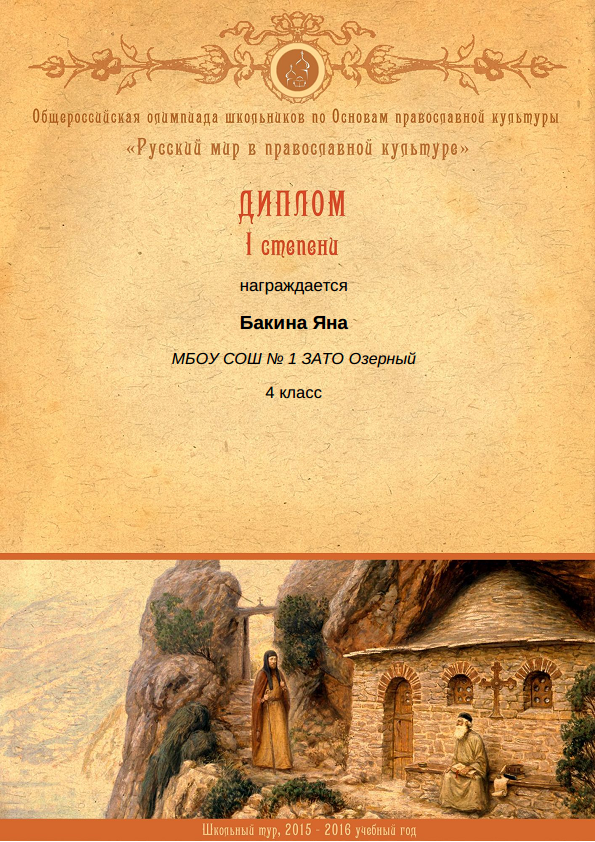 Общероссийская олимпиада школьников по Основам православной культуры
«Русский мир в православной культуре»
ДИПЛОМ
I степени
награждается
Бакина Яна
МБОУ СОШ № 1 ЗАТО Озерный
4 класс
Школьный тур, 2015 - 2016 учебный год